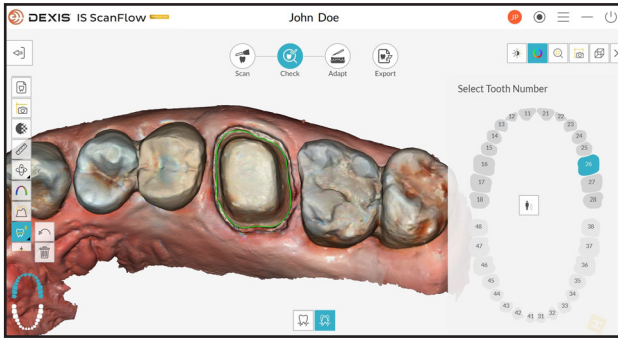 DEXIS IS ScanFlow
John Doe
JP
Scan
Check
Adapt
Export
Select Tooth Number
12 11 21 22
13 23
14 24
15 25
16 26
17 27
18 28
48 38
47 37
46 36
45 35
44 34
43 33
42 41 31 32